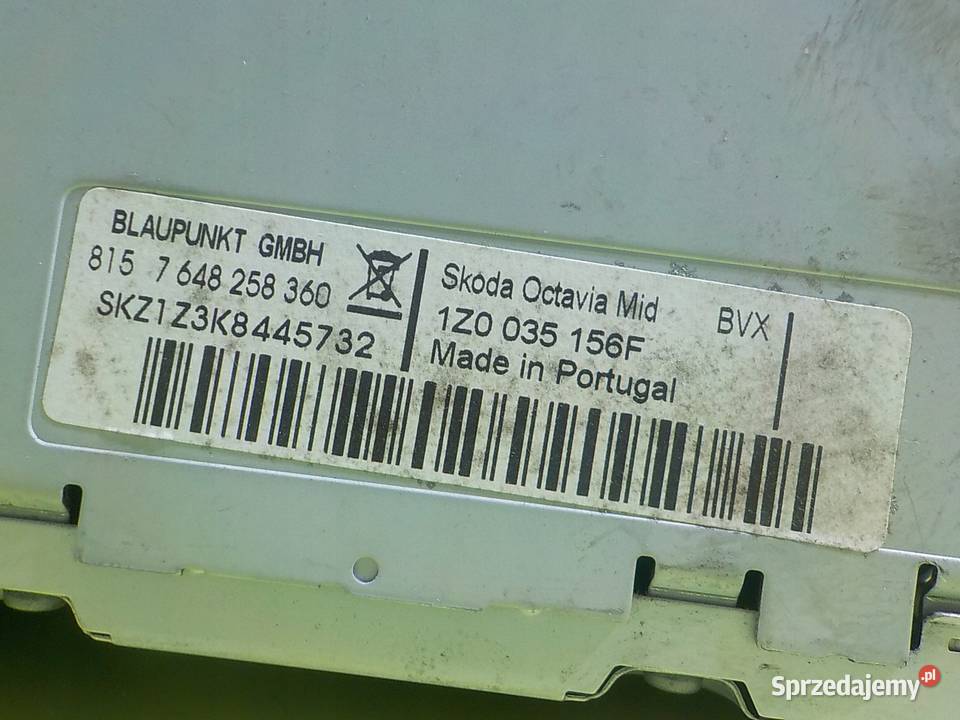 BLAUPUNKT GMBH
815 7 648 258 360
SKZ1Z3K8445732
Skoda Octavia Mid
1Z0 035 156F
BVX
Made in Portugal
Sprzedajemy.pl